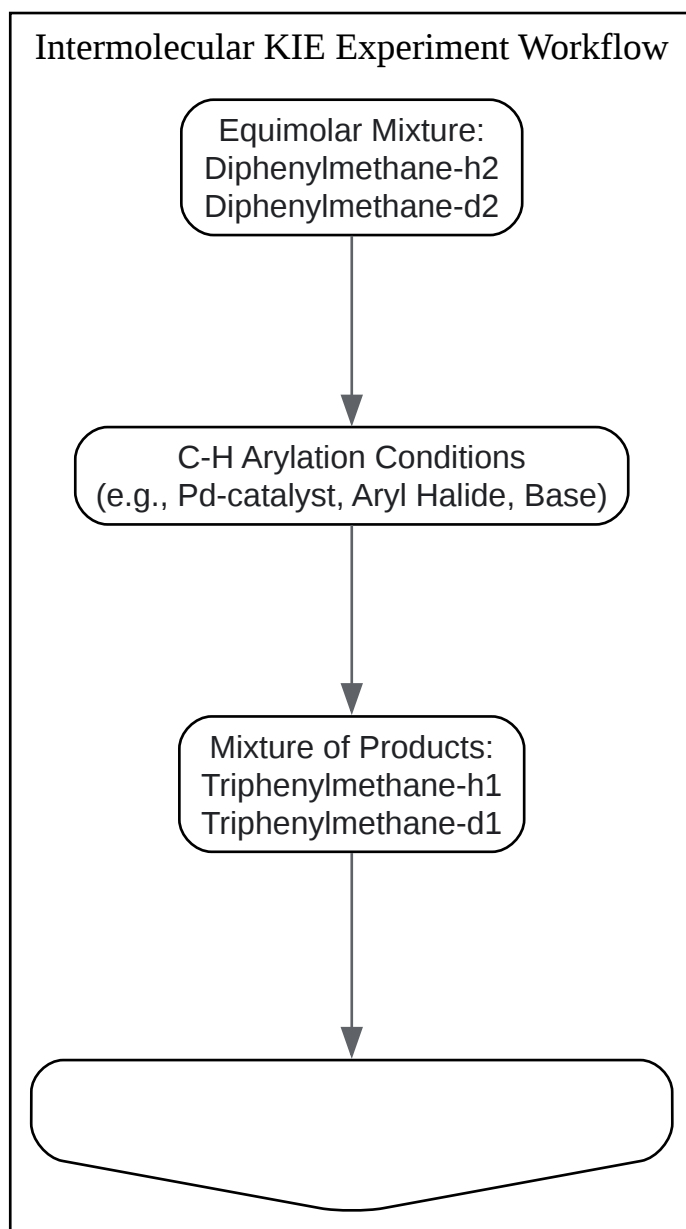 Intermolecular KIE Experiment Workflow
Equimolar Mixture:
Diphenylmethane-h2
Diphenylmethane-d2
C-H Arylation Conditions
(e.g., Pd-catalyst, Aryl Halide, Base)
Mixture of Products:
Triphenylmethane-h1
Triphenylmethane-d1